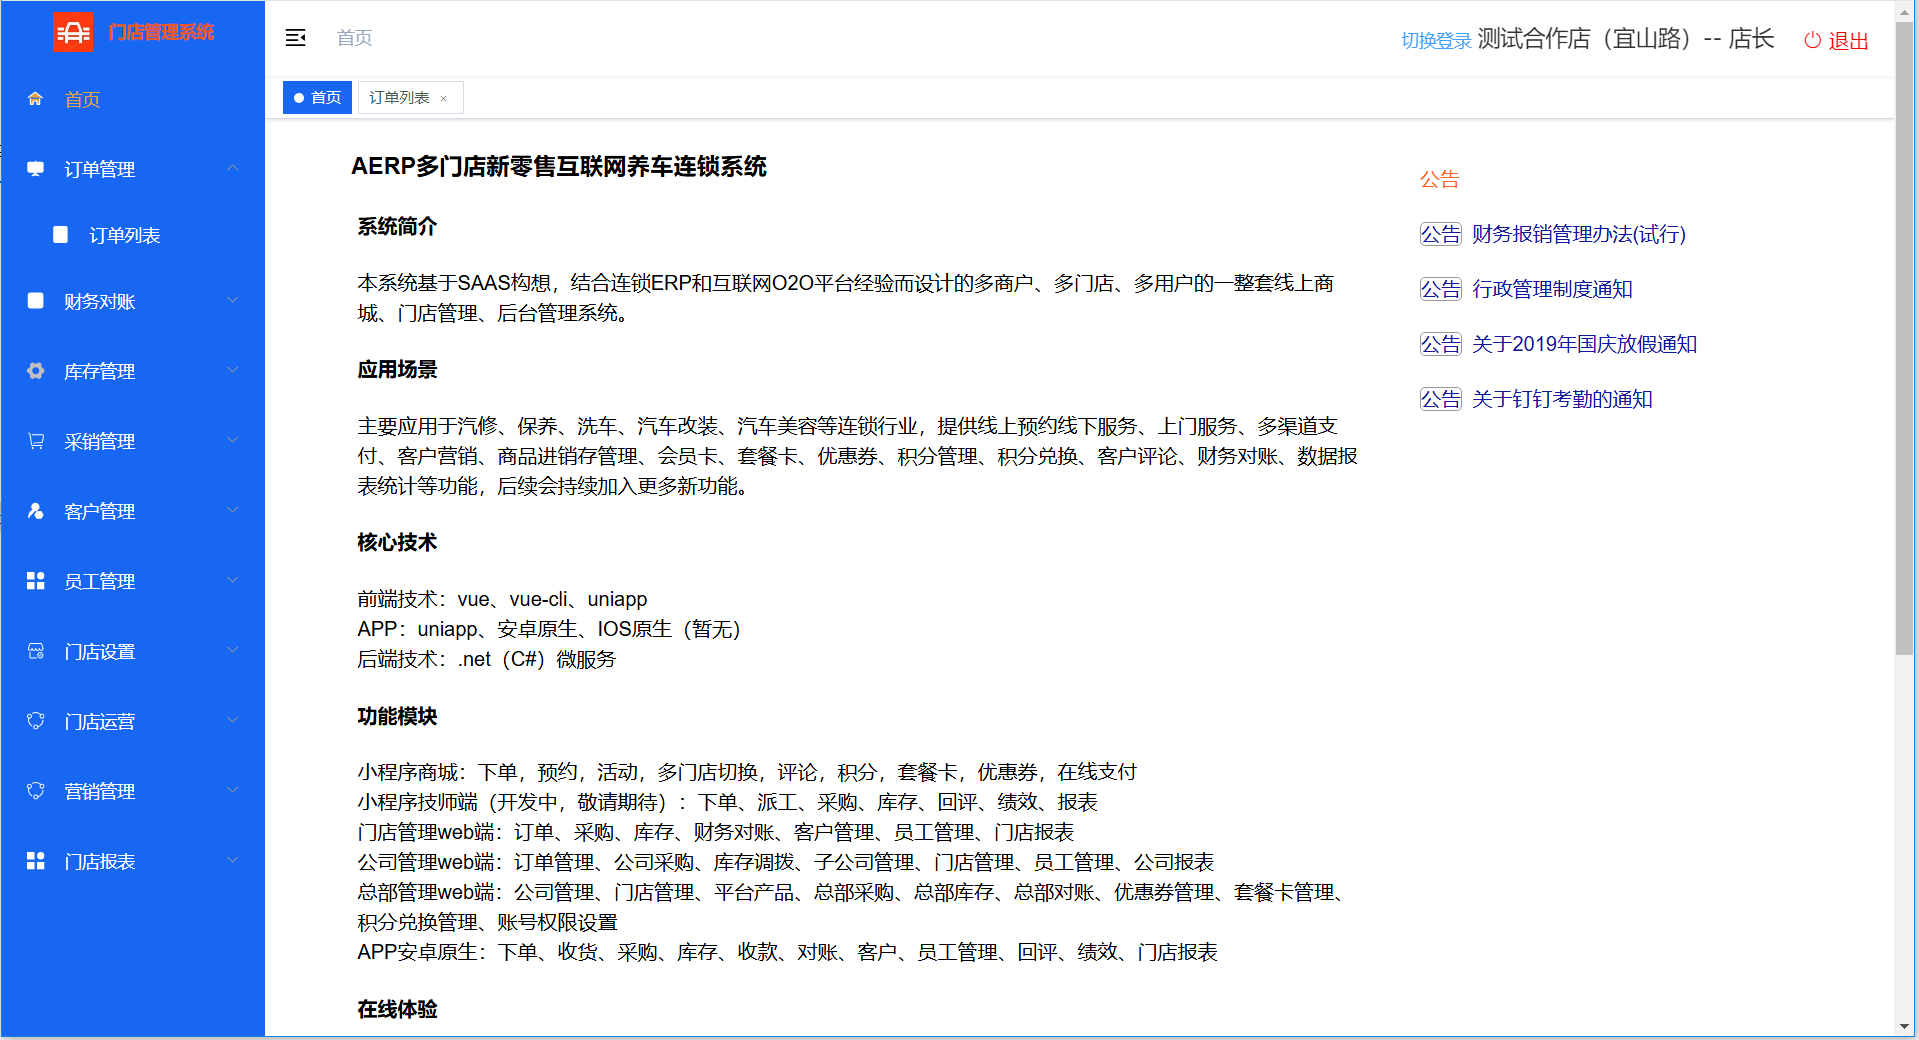 门店管理系统
首页
订单管理
订单列表
财务对账
库存管理
采销管理
客户管理
员工管理
门店设置
门店运营
营销管理
门店报表
首页
切换登录 测试合作店（宜山路）-- 店长 退出
首页 订单列表 ×
AERP多门店新零售互联网养车连锁系统
系统简介
本系统基于SAAS构想，结合连锁ERP和互联网O2O平台经验而设计的多商户、多门店、多用户的一整套线上商
城、门店管理、后台管理系统。
应用场景
主要应用于汽修、保养、洗车、汽车改装、汽车美容等连锁行业，提供线上预约线下服务、上门服务、多渠道支
付、客户营销、商品进销存管理、会员卡、套餐卡、优惠券、积分管理、积分兑换、客户评论、财务对账、数据报
表统计等功能，后续会持续加入更多新功能。
核心技术
前端技术：vue、vue-cli、uniapp
APP：uniapp、安卓原生、IOS原生（暂无）
后端技术：.net（C#）微服务
功能模块
小程序商城：下单，预约，活动，多门店切换，评论，积分，套餐卡，优惠券，在线支付
小程序技师端（开发中，敬请期待）：下单、派工、采购、库存、回评、绩效、报表
门店管理web端：订单、采购、库存、财务对账、客户管理、员工管理、门店报表
公司管理web端：订单管理、公司采购、库存调拨、子公司管理、门店管理、员工管理、公司报表
总部管理web端：公司管理、门店管理、平台产品、总部采购、总部库存、总部对账、优惠券管理、套餐卡管理、
积分兑换管理、账号权限设置
APP安卓原生：下单、收货、采购、库存、收款、对账、客户、员工管理、回评、绩效、门店报表
在线体验
公告
公告 财务报销管理办法(试行)
公告 行政管理制度通知
公告 关于2019年国庆放假通知
公告 关于钉钉考勤的通知